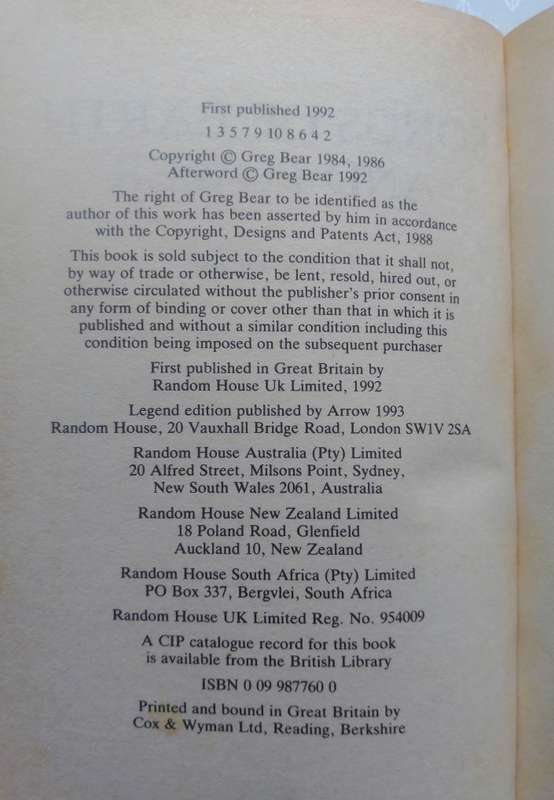 First published 1992
1 3 5 7 9 10 8 6 4 2
Copyright © Greg Bear 1984, 1986
Afterword © Greg Bear 1992
The right of Greg Bear to be identified as the
author of this work has been asserted by him in accordance
with the Copyright, Designs and Patents Act, 1988
This book is sold subject to the condition that it shall not,
by way of trade or otherwise, be lent, resold, hired out, or
otherwise circulated without the publisher's prior consent in
any form of binding or cover other than that in which it is
published and without a similar condition including this
condition being imposed on the subsequent purchaser
First published in Great Britain by
Random House Uk Limited, 1992
Legend edition published by Arrow 1993
Random House, 20 Vauxhall Bridge Road, London SW1V 2SA
Random House Australia (Pty) Limited
20 Alfred Street, Milsons Point, Sydney,
New South Wales 2061, Australia
Random House New Zealand Limited
18 Poland Road, Glenfield
Auckland 10, New Zealand
Random House South Africa (Pty) Limited
PO Box 337, Bergvlei, South Africa
Random House UK Limited Reg. No. 954009
A CIP catalogue record for this book
is available from the British Library
ISBN 0 09 987760 0
Printed and bound in Great Britain by
Cox & Wyman Ltd, Reading, Berkshire